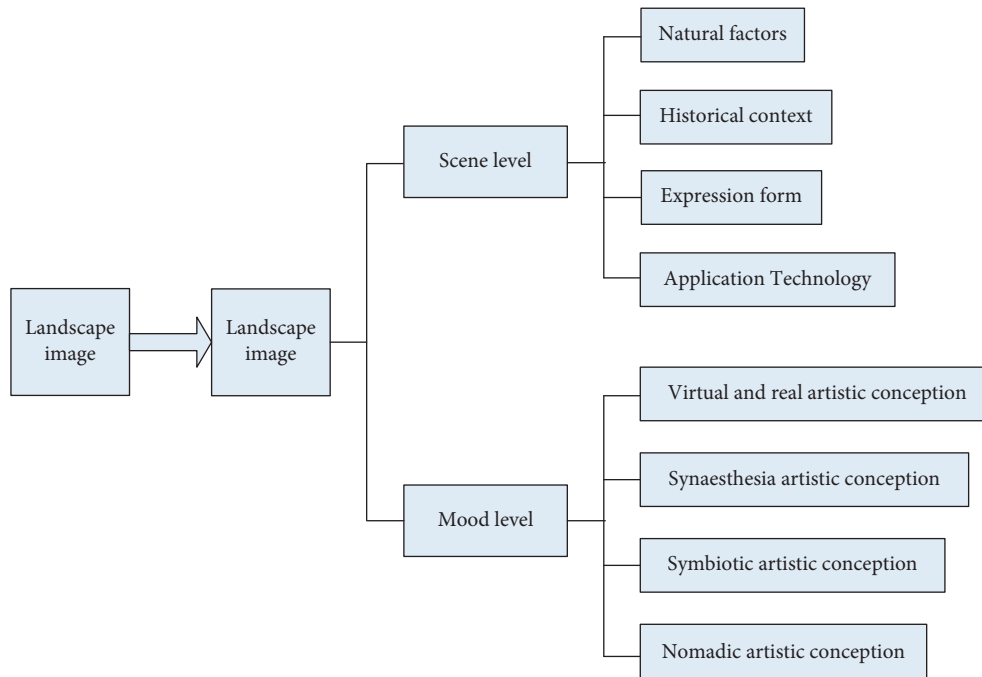 Landscape
image
Landscape
image
Scene level
Natural factors
Historical context
Expression form
Application Technology
Mood level
Virtual and real artistic conception
Synaesthesia artistic conception
Symbiotic artistic conception
Nomadic artistic conception